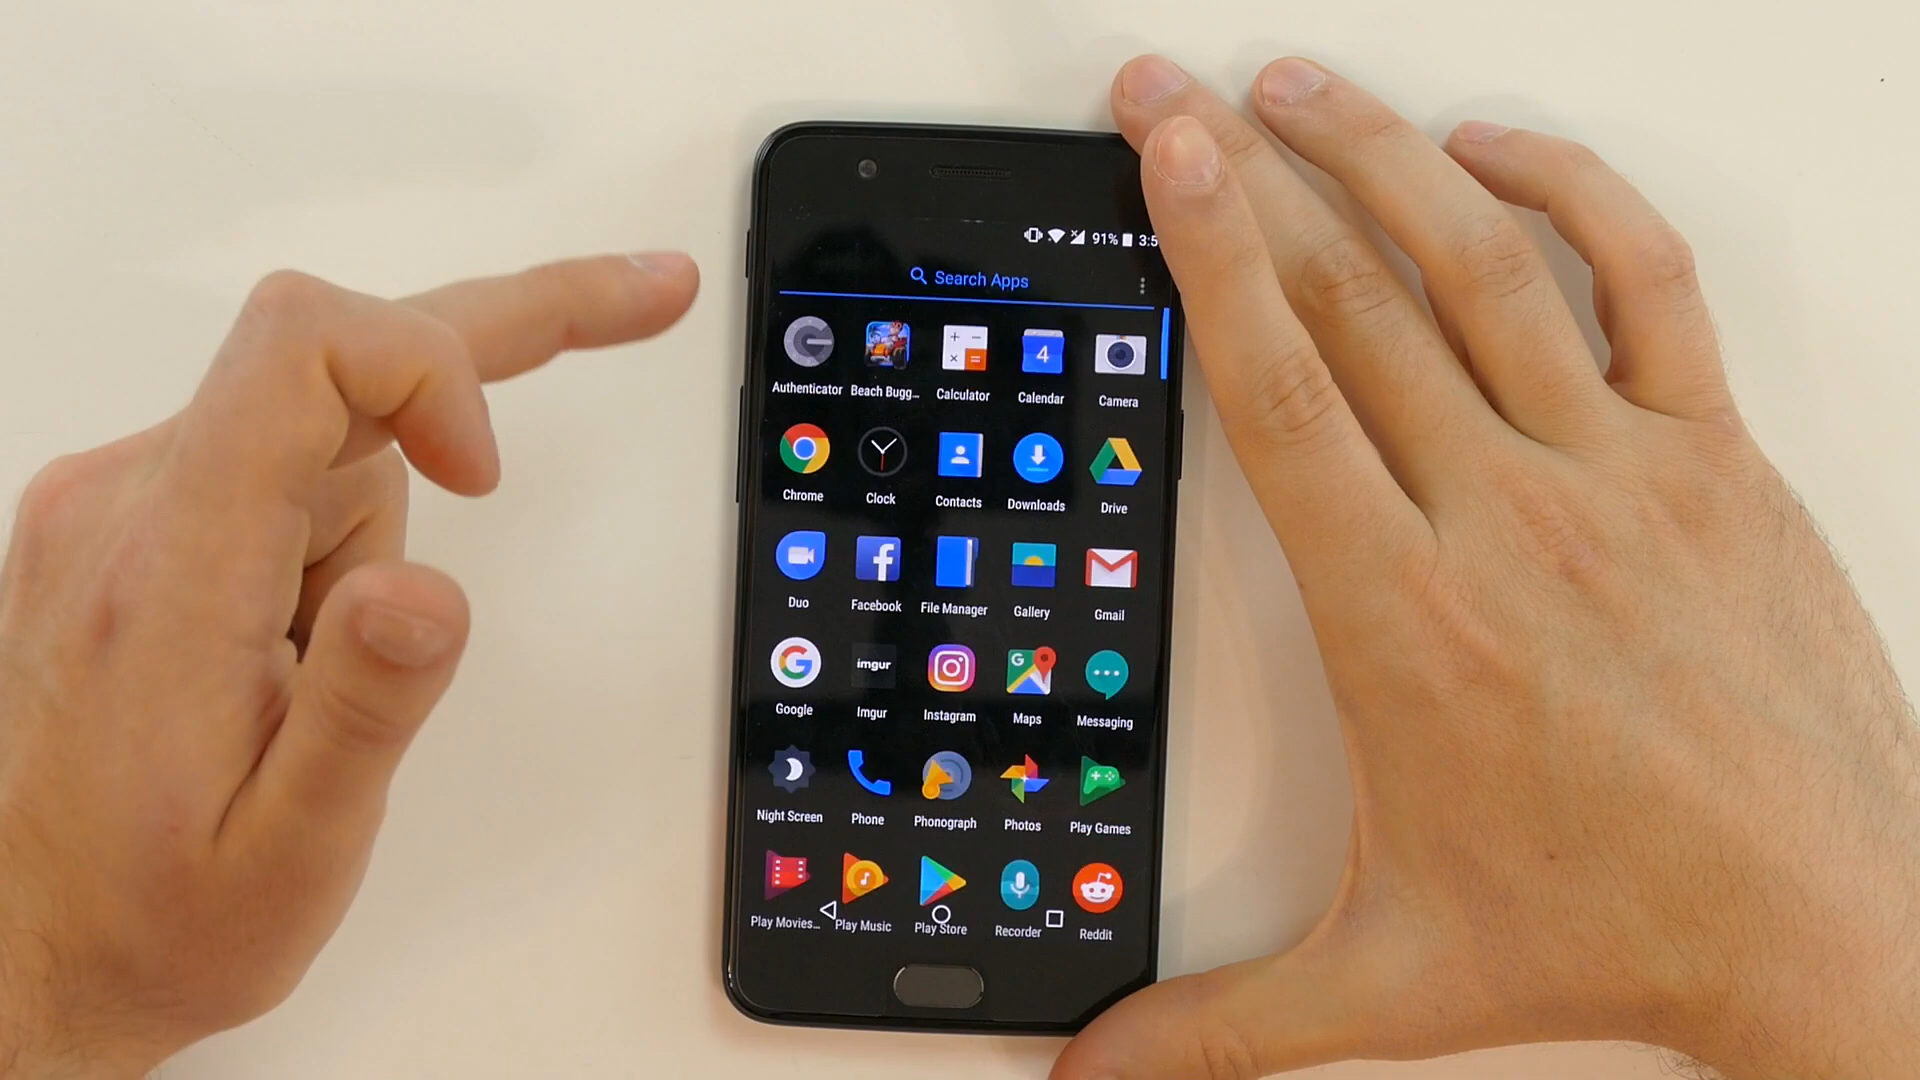 91% 3:5
Search Apps
4
Authenticator Beach Bugg... Calculator Calendar Camera
Chrome Clock Contacts Downloads Drive
Duo Facebook File Manager Gallery Gmail
imgur
Google Imgur Instagram Maps Messaging
Night Screen Phone Phonograph Photos Play Games
Play Movies... Play Music Play Store Recorder Reddit